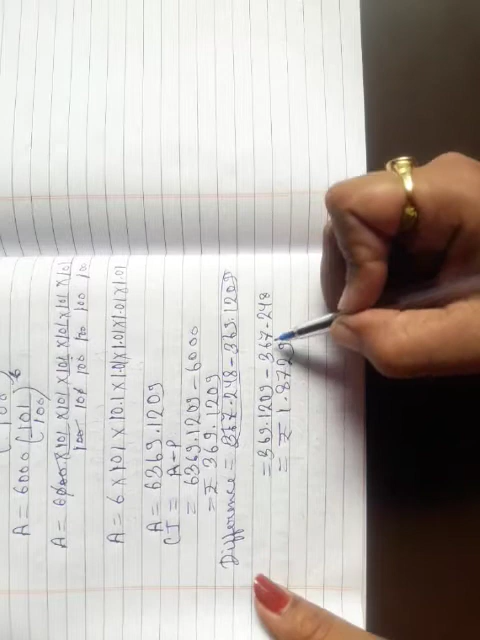 100
A = 6000 (101/100)^6
A = 6000 × 101/100 × 101/100 × 101/100 × 101/100 × 101/100 × 101/100
A = 6 × 101 × 10.1 × 1.01 × 1.01 × 1.01 × 1.01
A = 6369.1209
CI = A - P
= 6369.1209 - 6000
= ₹ 369.1209
Difference = 367.248 - 369.1209
= 369.1209 - 367.248
= ₹ 1.8729